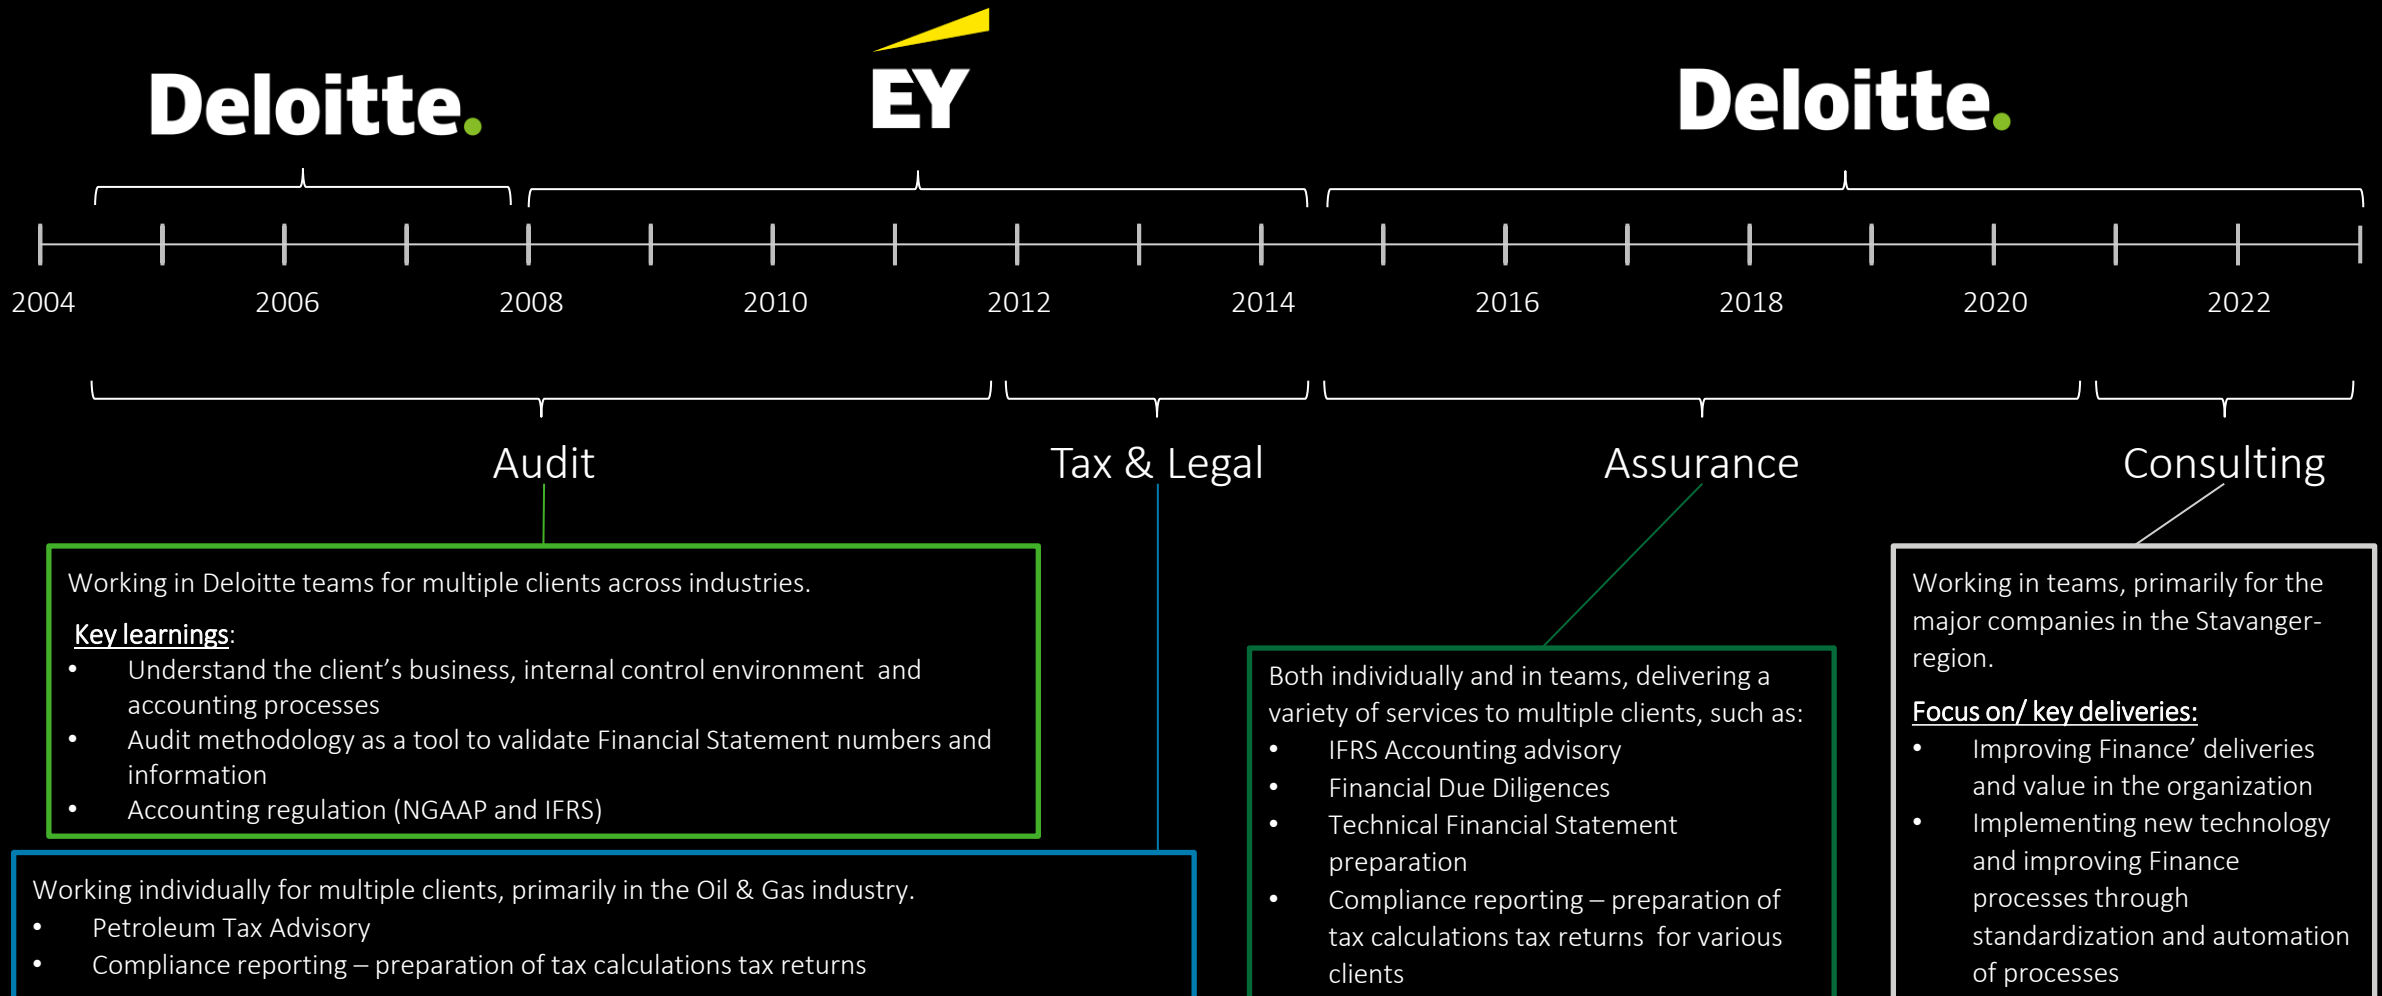 Deloitte.
EY
Deloitte.
2004
2006
2008
2010
2012
2014
2016
2018
2020
2022
Audit
Tax & Legal
Assurance
Consulting
Working in Deloitte teams for multiple clients across industries.
Key learnings:
• Understand the client’s business, internal control environment and
accounting processes
• Audit methodology as a tool to validate Financial Statement numbers and
information
• Accounting regulation (NGAAP and IFRS)
Working individually for multiple clients, primarily in the Oil & Gas industry.
• Petroleum Tax Advisory
• Compliance reporting – preparation of tax calculations tax returns
Both individually and in teams, delivering a
variety of services to multiple clients, such as:
• IFRS Accounting advisory
• Financial Due Diligences
• Technical Financial Statement
preparation
• Compliance reporting – preparation of
tax calculations tax returns for various
clients
Working in teams, primarily for the
major companies in the Stavanger-
region.
Focus on/ key deliveries:
• Improving Finance’ deliveries
and value in the organization
• Implementing new technology
and improving Finance
processes through
standardization and automation
of processes